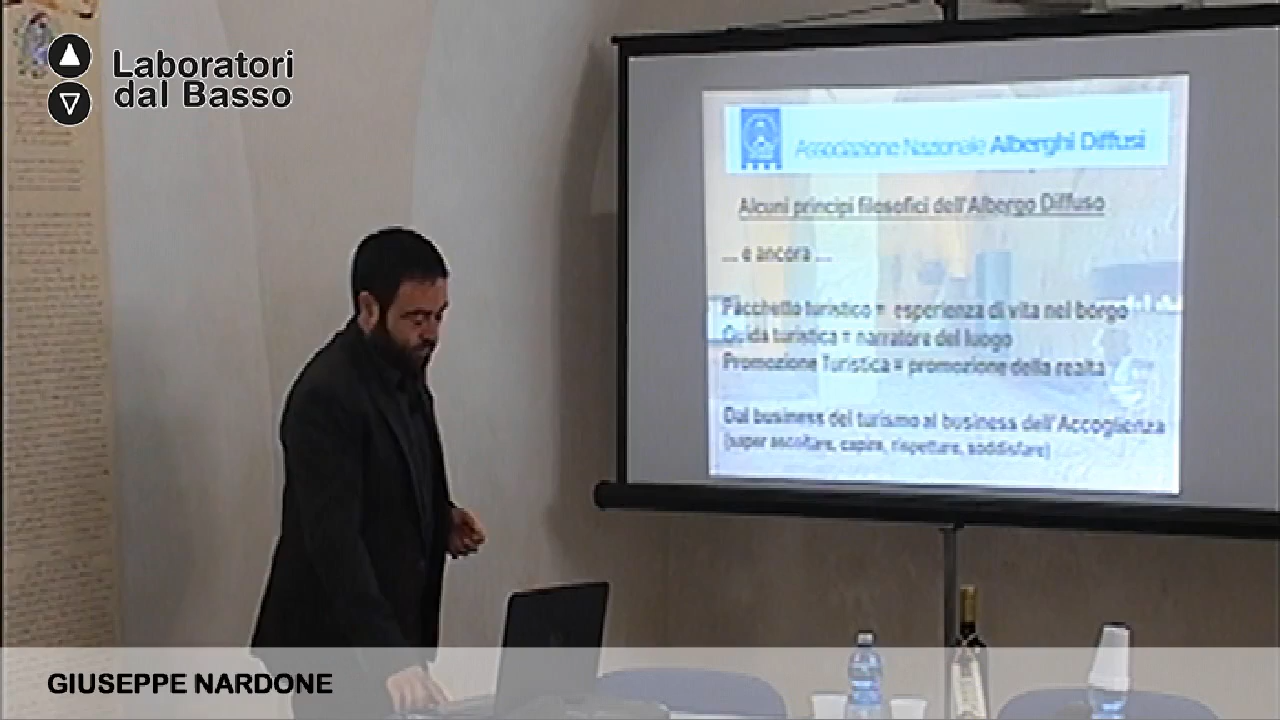 Laboratori
dal Basso
Associazione Nazionale Alberghi Diffusi
Alcuni principi filosofici dell'Albergo Diffuso
... e ancora ...
Pacchetto turistico = esperienza di vita nel borgo
Guida turistica = narratore del luogo
Promozione Turistica = promozione della realtà
Dal business del turismo al business dell'Accoglienza
(saper ascoltare, capire, rispettare, soddisfare)
GIUSEPPE NARDONE